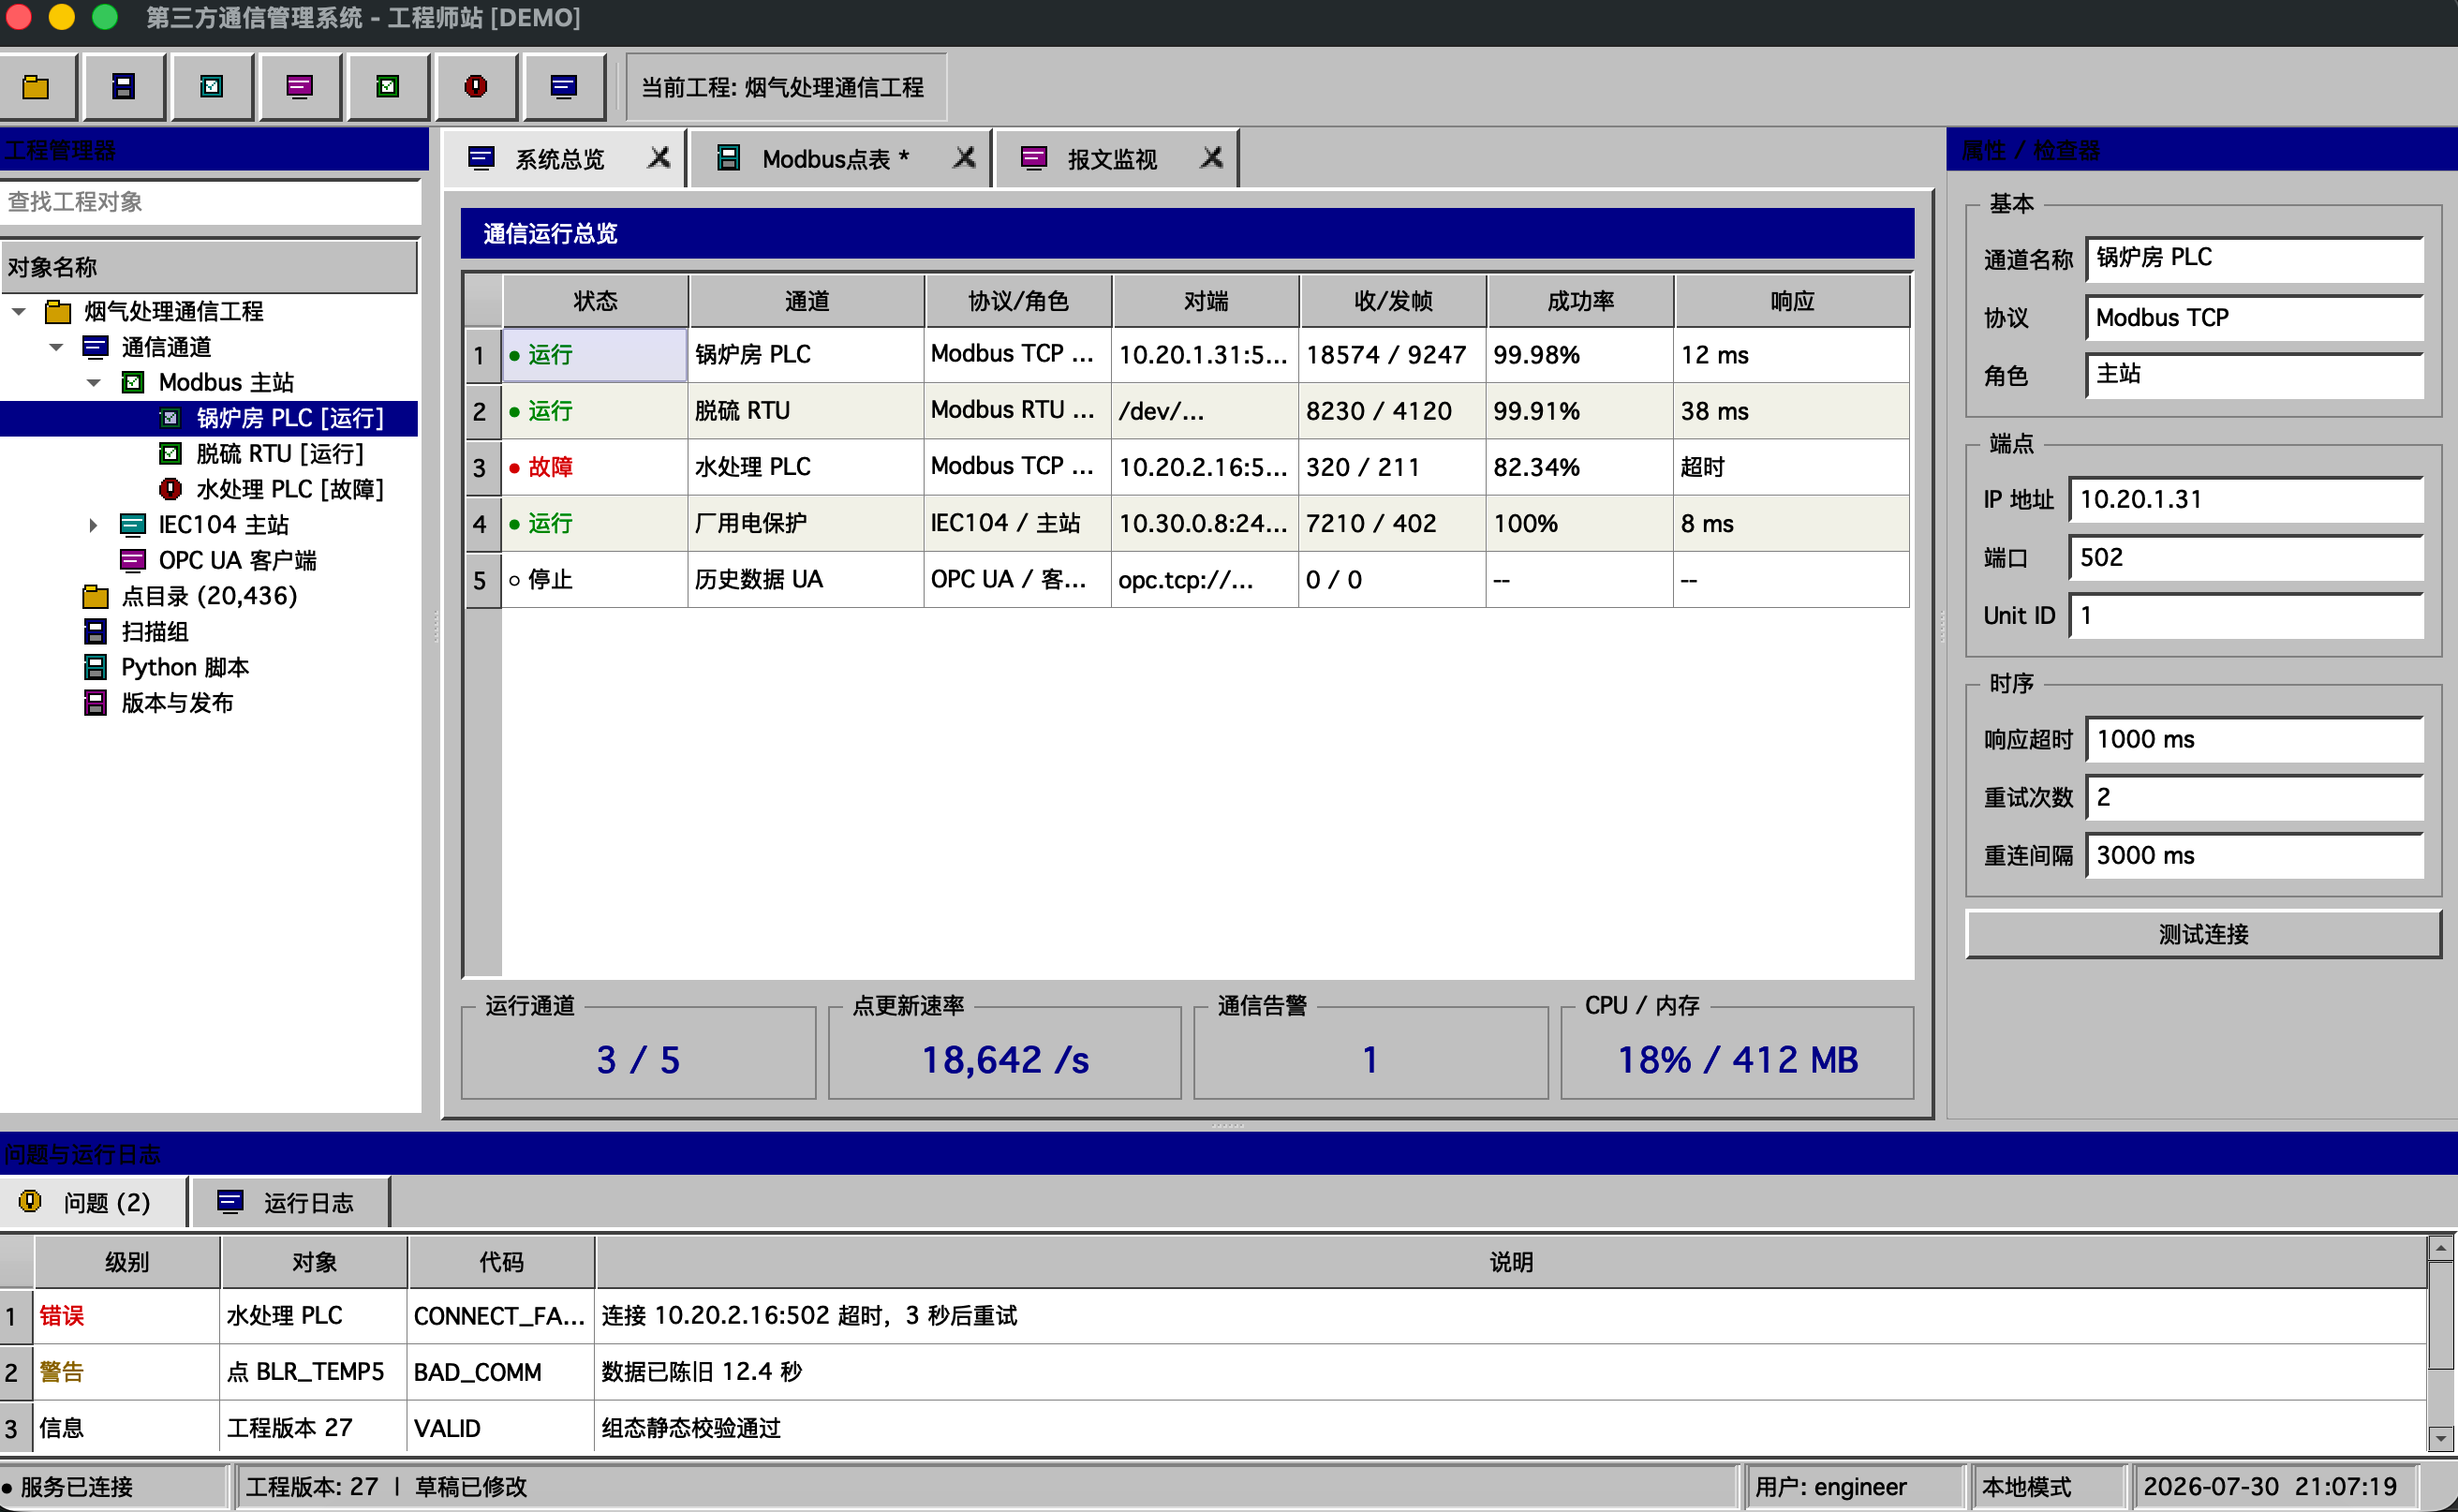 第三方通信管理系统 - 工程师站 [DEMO]
当前工程: 烟气处理通信工程
工程管理器
查找工程对象
对象名称
烟气处理通信工程
通信通道
Modbus 主站
锅炉房 PLC [运行]
脱硫 RTU [运行]
水处理 PLC [故障]
IEC104 主站
OPC UA 客户端
点目录 (20,436)
扫描组
Python 脚本
版本与发布
系统总览 Modbus点表 * 报文监视
通信运行总览
状态 通道 协议/角色 对端 收/发帧 成功率 响应
1 ● 运行 锅炉房 PLC Modbus TCP ... 10.20.1.31:5... 18574 / 9247 99.98% 12 ms
2 ● 运行 脱硫 RTU Modbus RTU ... /dev/... 8230 / 4120 99.91% 38 ms
3 ● 故障 水处理 PLC Modbus TCP ... 10.20.2.16:5... 320 / 211 82.34% 超时
4 ● 运行 厂用电保护 IEC104 / 主站 10.30.0.8:24... 7210 / 402 100% 8 ms
5 ○ 停止 历史数据 UA OPC UA / 客... opc.tcp://... 0 / 0 -- --
运行通道 点更新速率 通信告警 CPU / 内存
3 / 5 18,642 /s 1 18% / 412 MB
属性 / 检查器
基本
通道名称 锅炉房 PLC
协议 Modbus TCP
角色 主站
端点
IP 地址 10.20.1.31
端口 502
Unit ID 1
时序
响应超时 1000 ms
重试次数 2
重连间隔 3000 ms
测试连接
问题与运行日志
问题 (2) 运行日志
级别 对象 代码 说明
1 错误 水处理 PLC CONNECT_FA... 连接 10.20.2.16:502 超时，3 秒后重试
2 警告 点 BLR_TEMP5 BAD_COMM 数据已陈旧 12.4 秒
3 信息 工程版本 27 VALID 组态静态校验通过
● 服务已连接 工程版本: 27 | 草稿已修改 用户: engineer 本地模式 2026-07-30 21:07:19